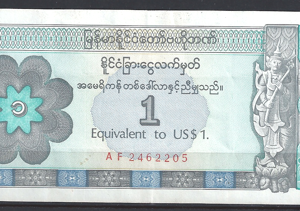 မြန်မာနိုင်ငံတော်ဗဟိုဘဏ်
နိုင်ငံခြားငွေလက်မှတ်
အမေရိကန်တစ်ဒေါ်လာနှင့်ညီမျှသည်။
1
Equivalent to US$ 1.
AF 2462205
၁